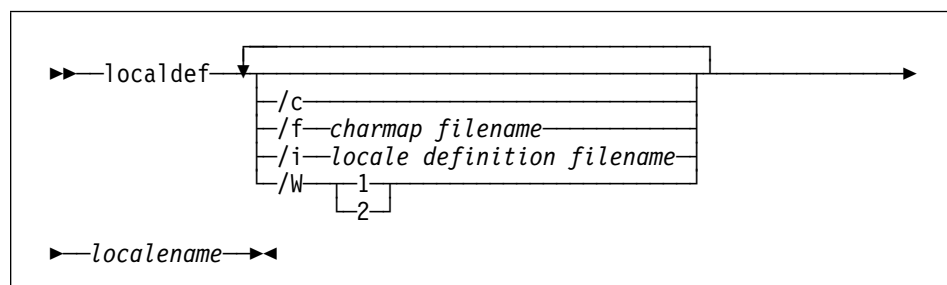 localdef
/c
/f charmap filename
/i locale definition filename
/W 1
2
localename